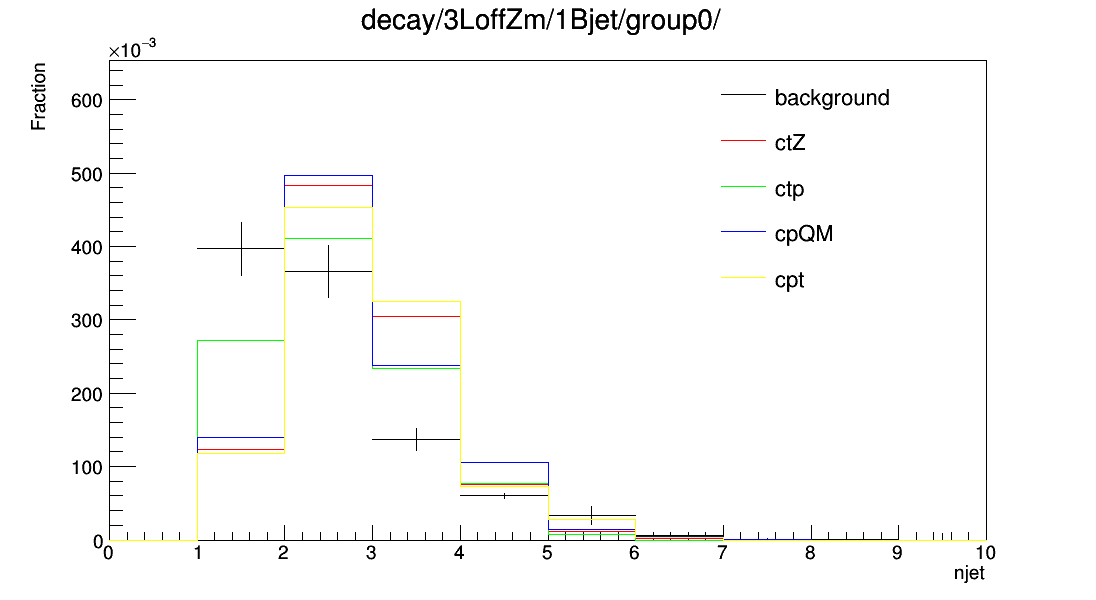 decay/3LoffZm/1Bjet/group0/
×10⁻³
Fraction
600
500
400
300
200
100
0
background
ctZ
ctp
cpQM
cpt
0 1 2 3 4 5 6 7 8 9 10
njet